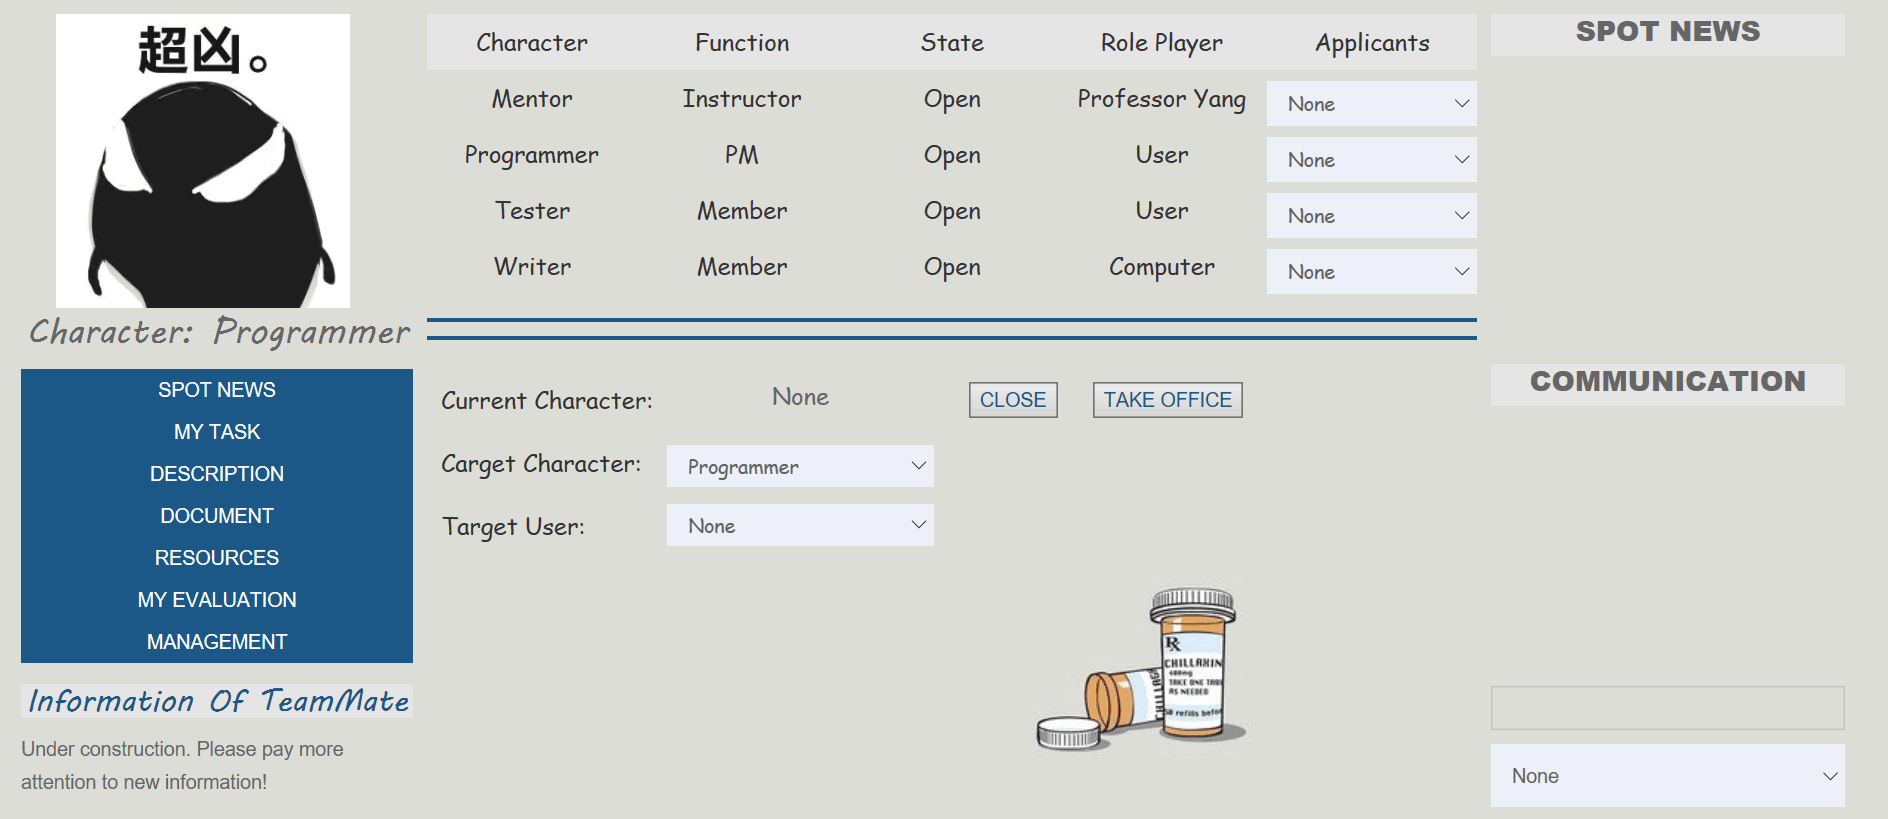 超凶。
Character: Programmer
SPOT NEWS
MY TASK
DESCRIPTION
DOCUMENT
RESOURCES
MY EVALUATION
MANAGEMENT
Information Of TeamMate
Under construction. Please pay more
attention to new information!
Character Function State Role Player Applicants
Mentor Instructor Open Professor Yang None
Programmer PM Open User None
Tester Member Open User None
Writer Member Open Computer None
Current Character: None CLOSE TAKE OFFICE
Carget Character: Programmer
Target User: None
Rx
CHILLAXIN
TAKE ONE TAB
AS NEEDED
50 refills befor
CHILLAX
SPOT NEWS
COMMUNICATION
None